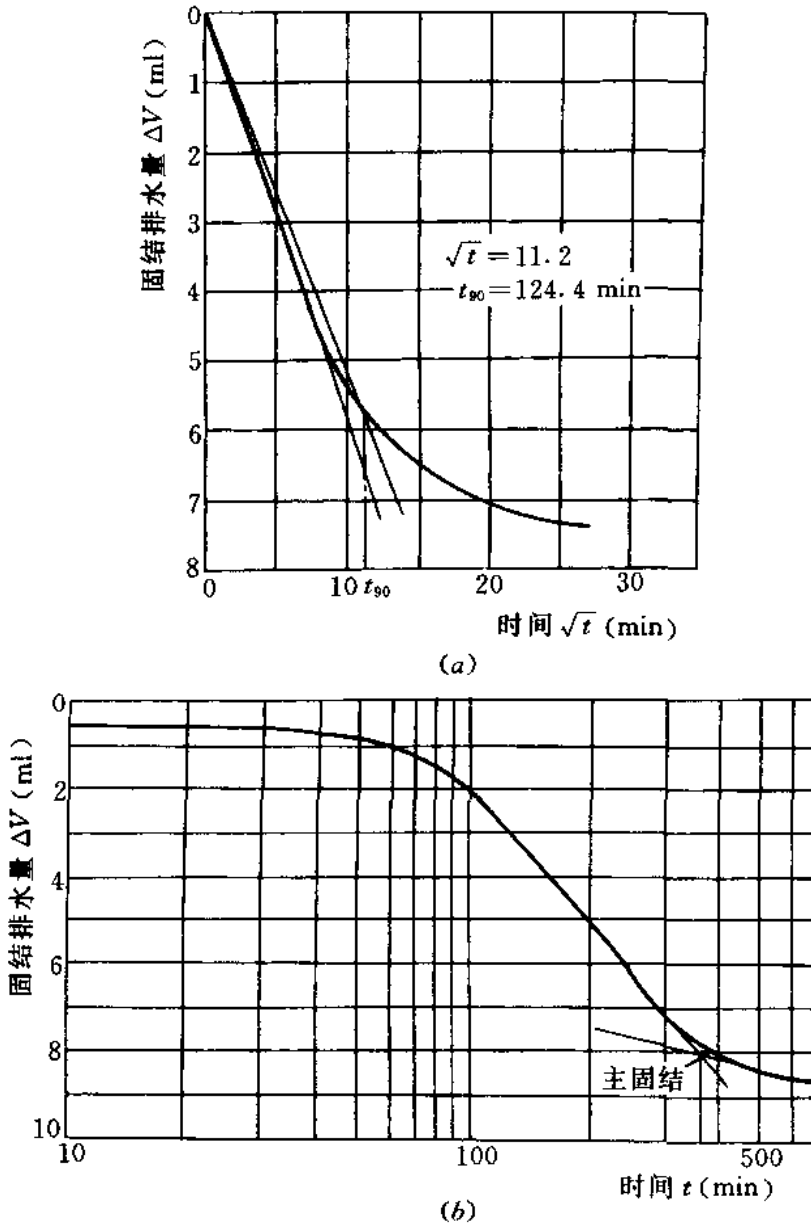 0
1
2
3
4
5
6
7
8
固结排水量 ΔV (ml)
√t = 11.2
t₉₀ = 124.4 min
0 10 t₉₀ 20 30
时间 √t (min)
(a)
0
2
4
6
8
10
固结排水量 ΔV (ml)
主固结
10 100 500
时间 t (min)
(b)